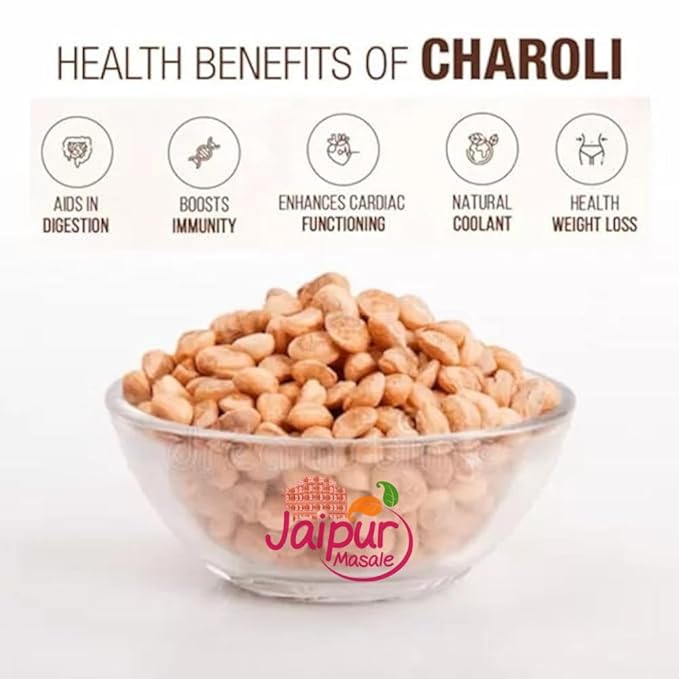 HEALTH BENEFITS OF CHAROLI
AIDS IN
DIGESTION
BOOSTS
IMMUNITY
ENHANCES CARDIAC
FUNCTIONING
NATURAL
COOLANT
HEALTH
WEIGHT LOSS
Jaipur
Masale